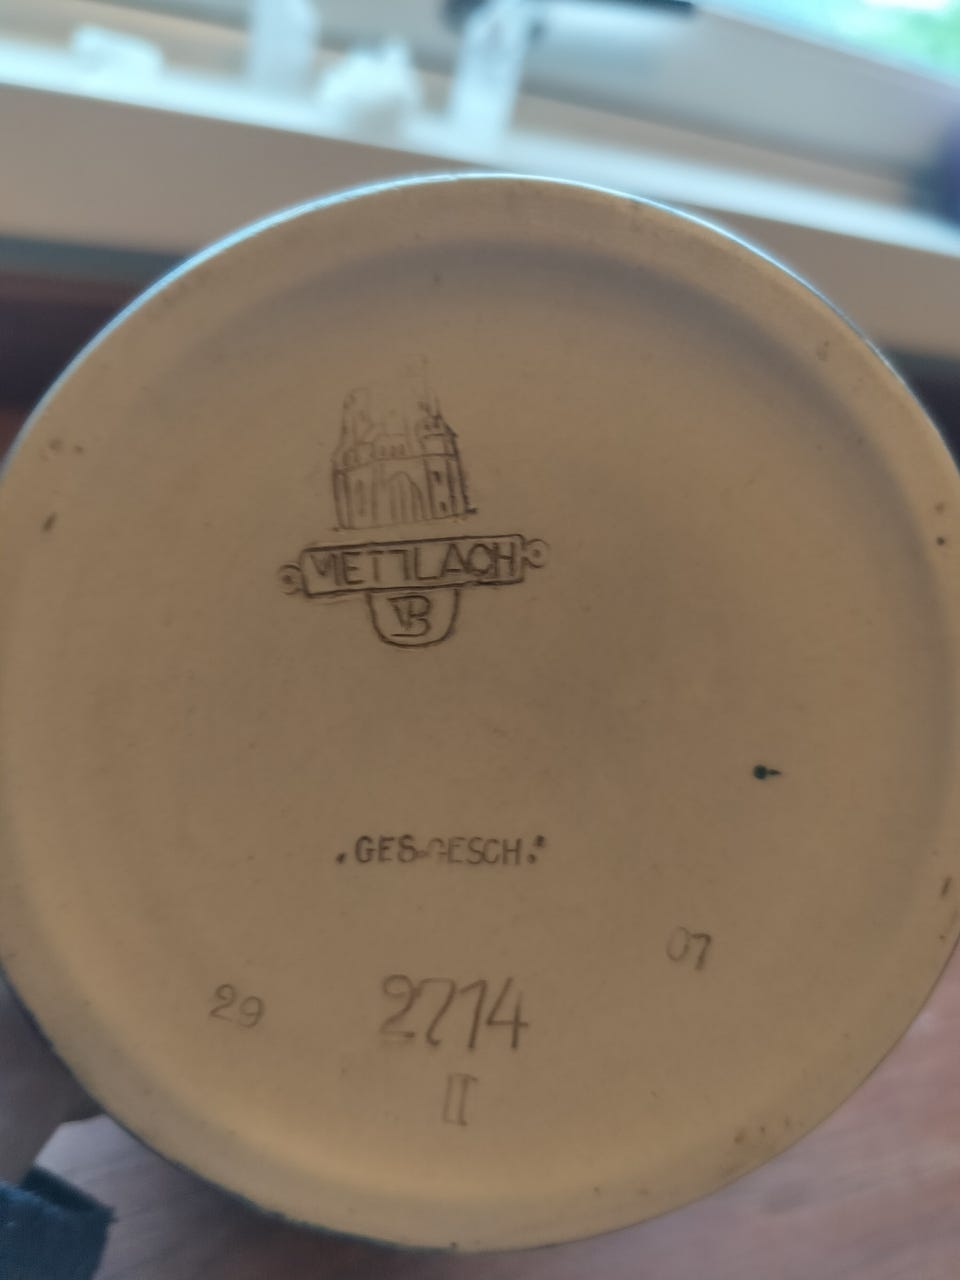 METTLACH
VB
GES. GESCH.
07
29 2714
II